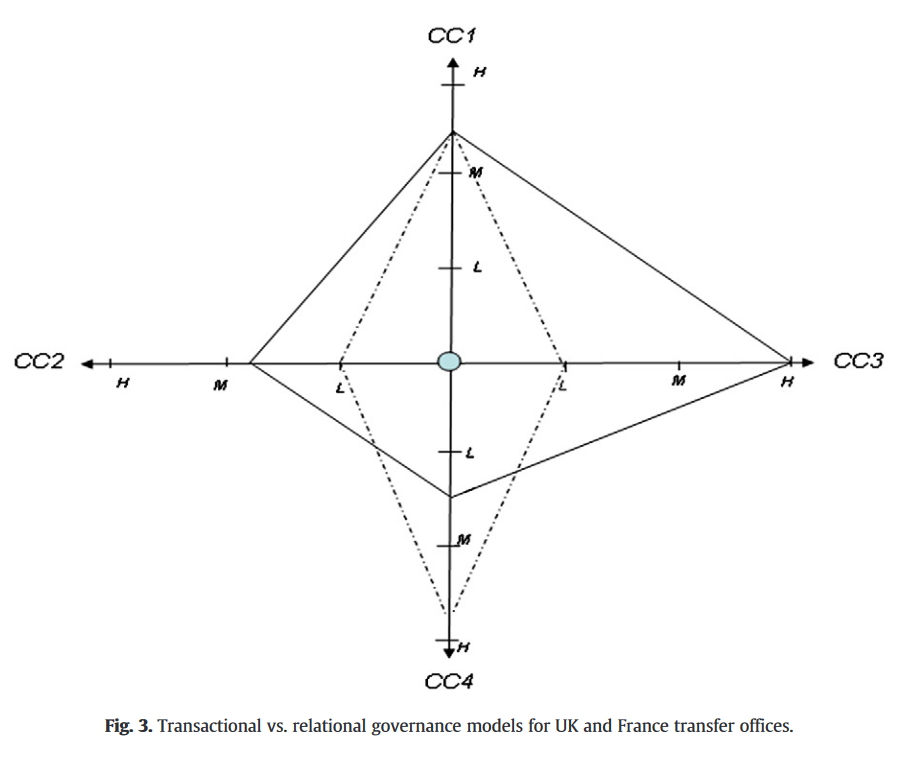 CC1
H
M
L
CC2
H
M
L
L
M
H
CC3
L
M
H
CC4
Fig. 3. Transactional vs. relational governance models for UK and France transfer offices.